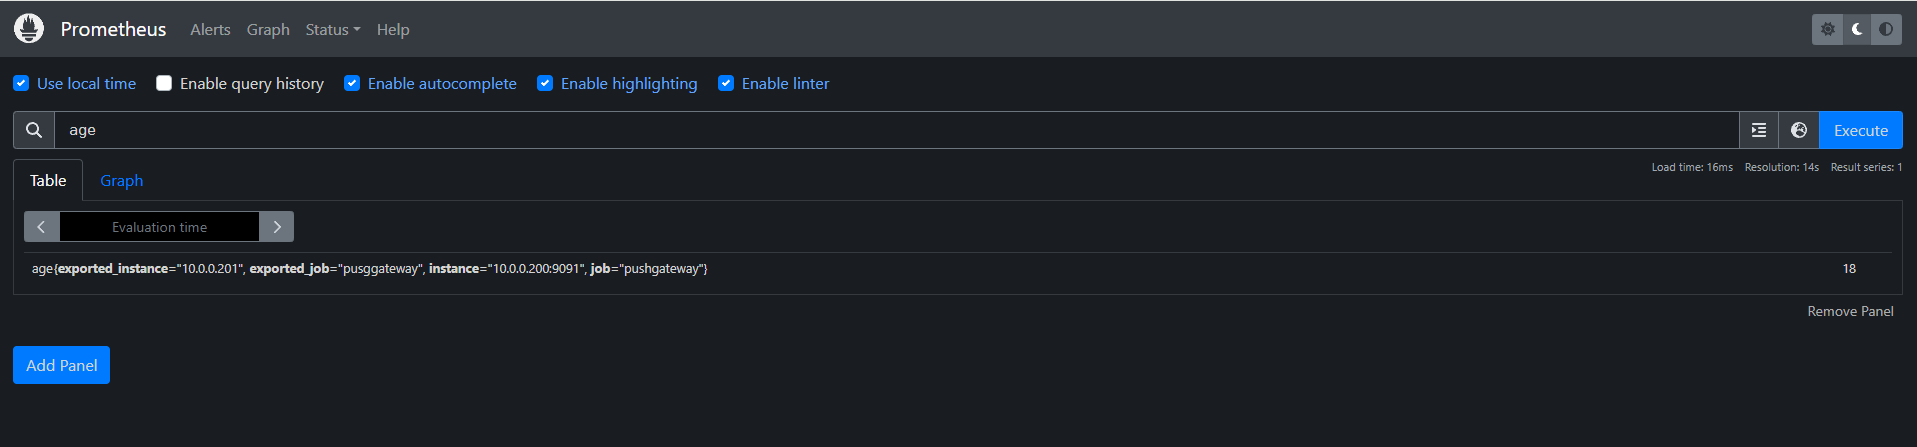 Prometheus Alerts Graph Status Help
Use local time Enable query history Enable autocomplete Enable highlighting Enable linter
age Execute
Table Graph Load time: 16ms Resolution: 14s Result series: 1
Evaluation time
age{exported_instance="10.0.0.201", exported_job="pusggateway", instance="10.0.0.200:9091", job="pushgateway"} 18
Remove Panel
Add Panel